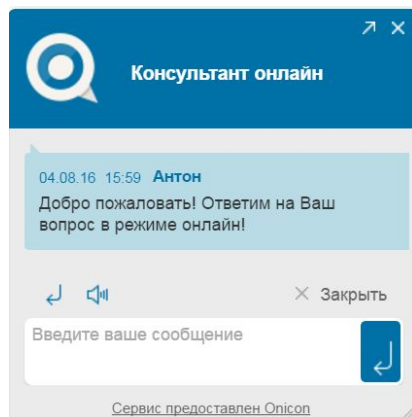 Консультант онлайн
04.08.16 15:59 Антон
Добро пожаловать! Ответим на Ваш
вопрос в режиме онлайн!
Закрыть
Введите ваше сообщение
Сервис предоставлен Onicon